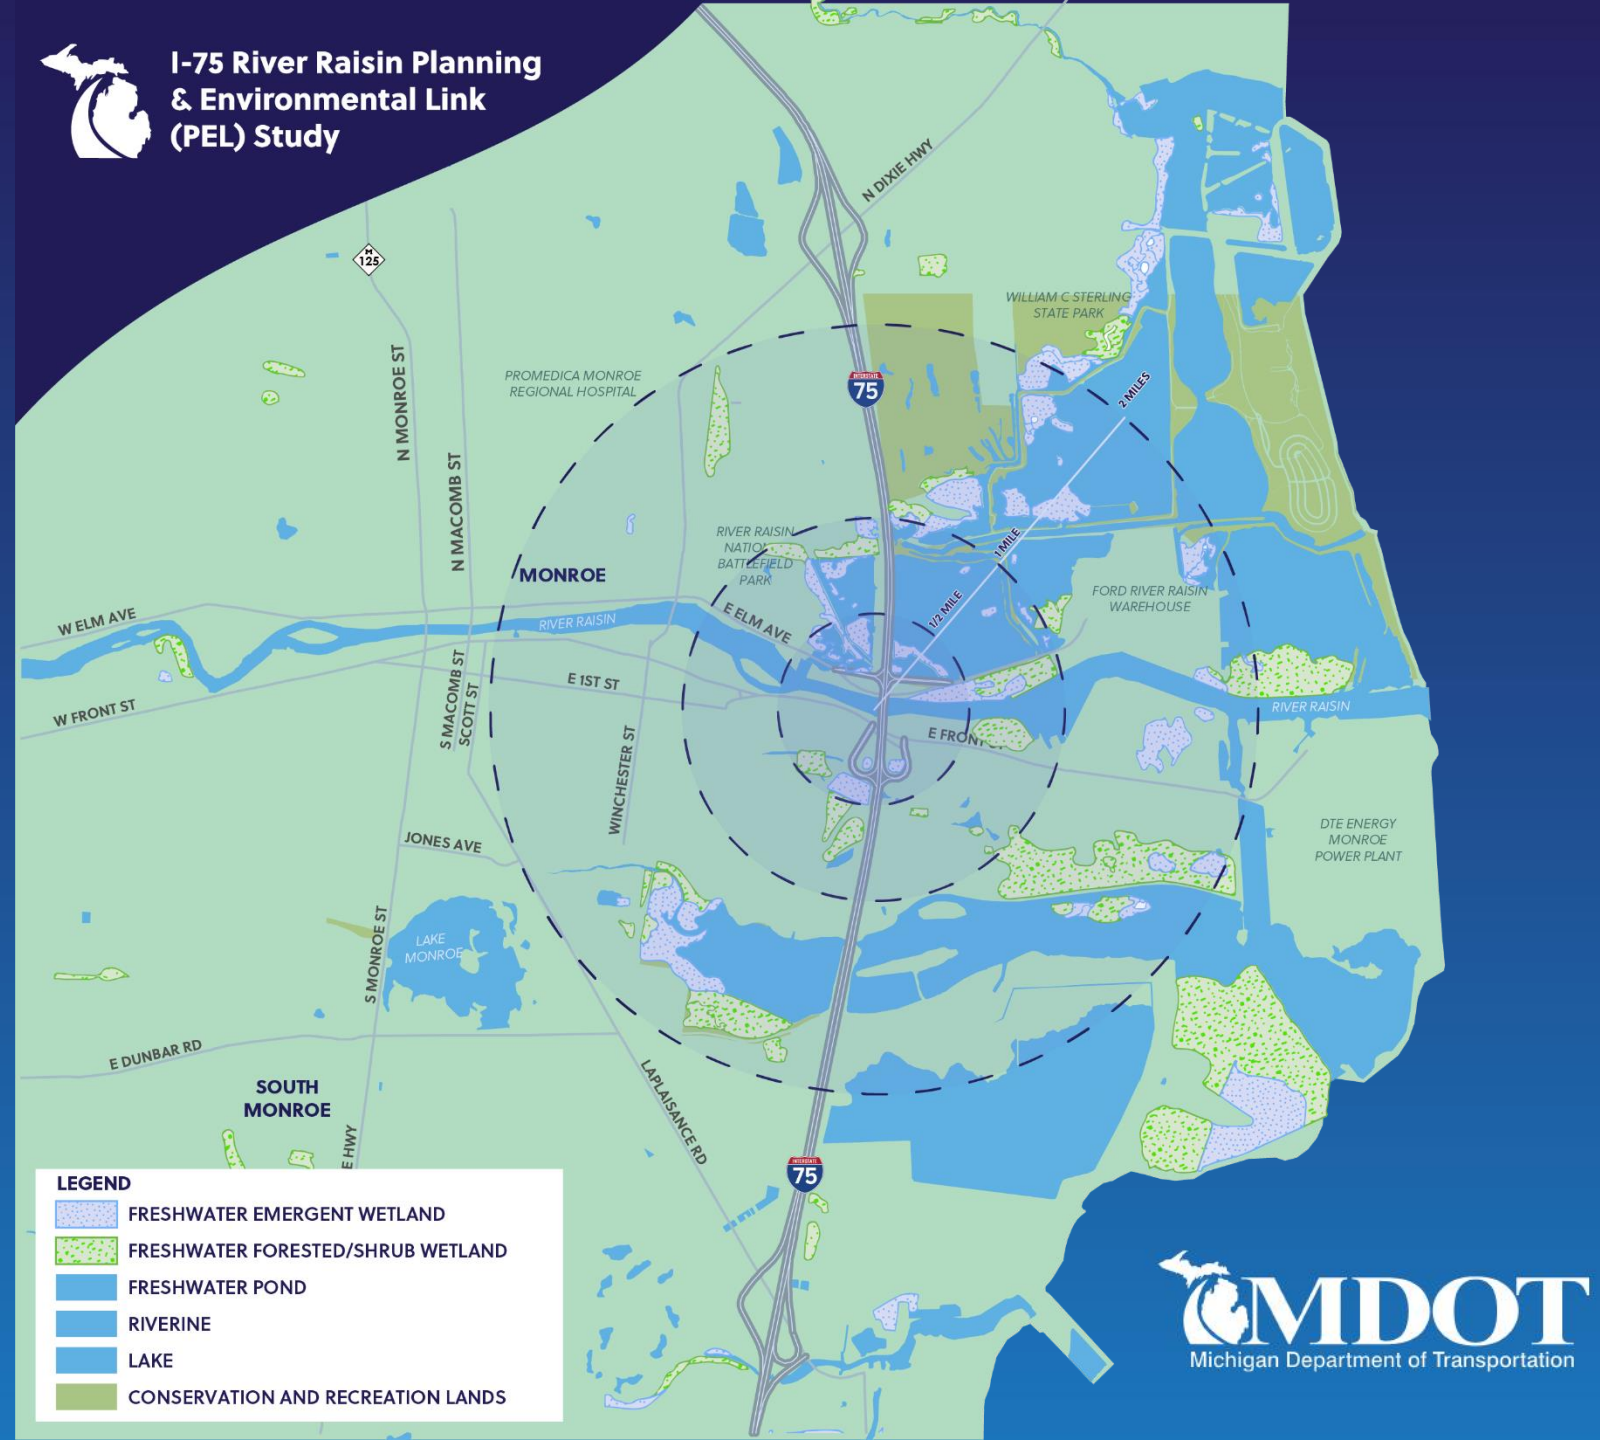 I-75 River Raisin Planning
& Environmental Link
(PEL) Study
M
125
N DIXIE HWY
WILLIAM C STERLING
STATE PARK
N MONROE ST
PROMEDICA MONROE
REGIONAL HOSPITAL
INTERSTATE
75
2 MILES
N MACOMB ST
RIVER RAISIN
BATTLEFIELD
PARK
1 MILE
MONROE
1/2 MILE
FORD RIVER RAISIN
WAREHOUSE
W ELM AVE
RIVER RAISIN
E ELM AVE
E 1ST ST
S MACOMB ST
SCOTT ST
W FRONT ST
RIVER RAISIN
E FRONT
WINCHESTER ST
JONES AVE
DTE ENERGY
MONROE
POWER PLANT
S MONROE ST
LAKE
MONROE
E DUNBAR RD
SOUTH
MONROE
LAPLAISANCE RD
E HWY
INTERSTATE
75
LEGEND
FRESHWATER EMERGENT WETLAND
FRESHWATER FORESTED/SHRUB WETLAND
FRESHWATER POND
RIVERINE
LAKE
CONSERVATION AND RECREATION LANDS
MDOT
Michigan Department of Transportation